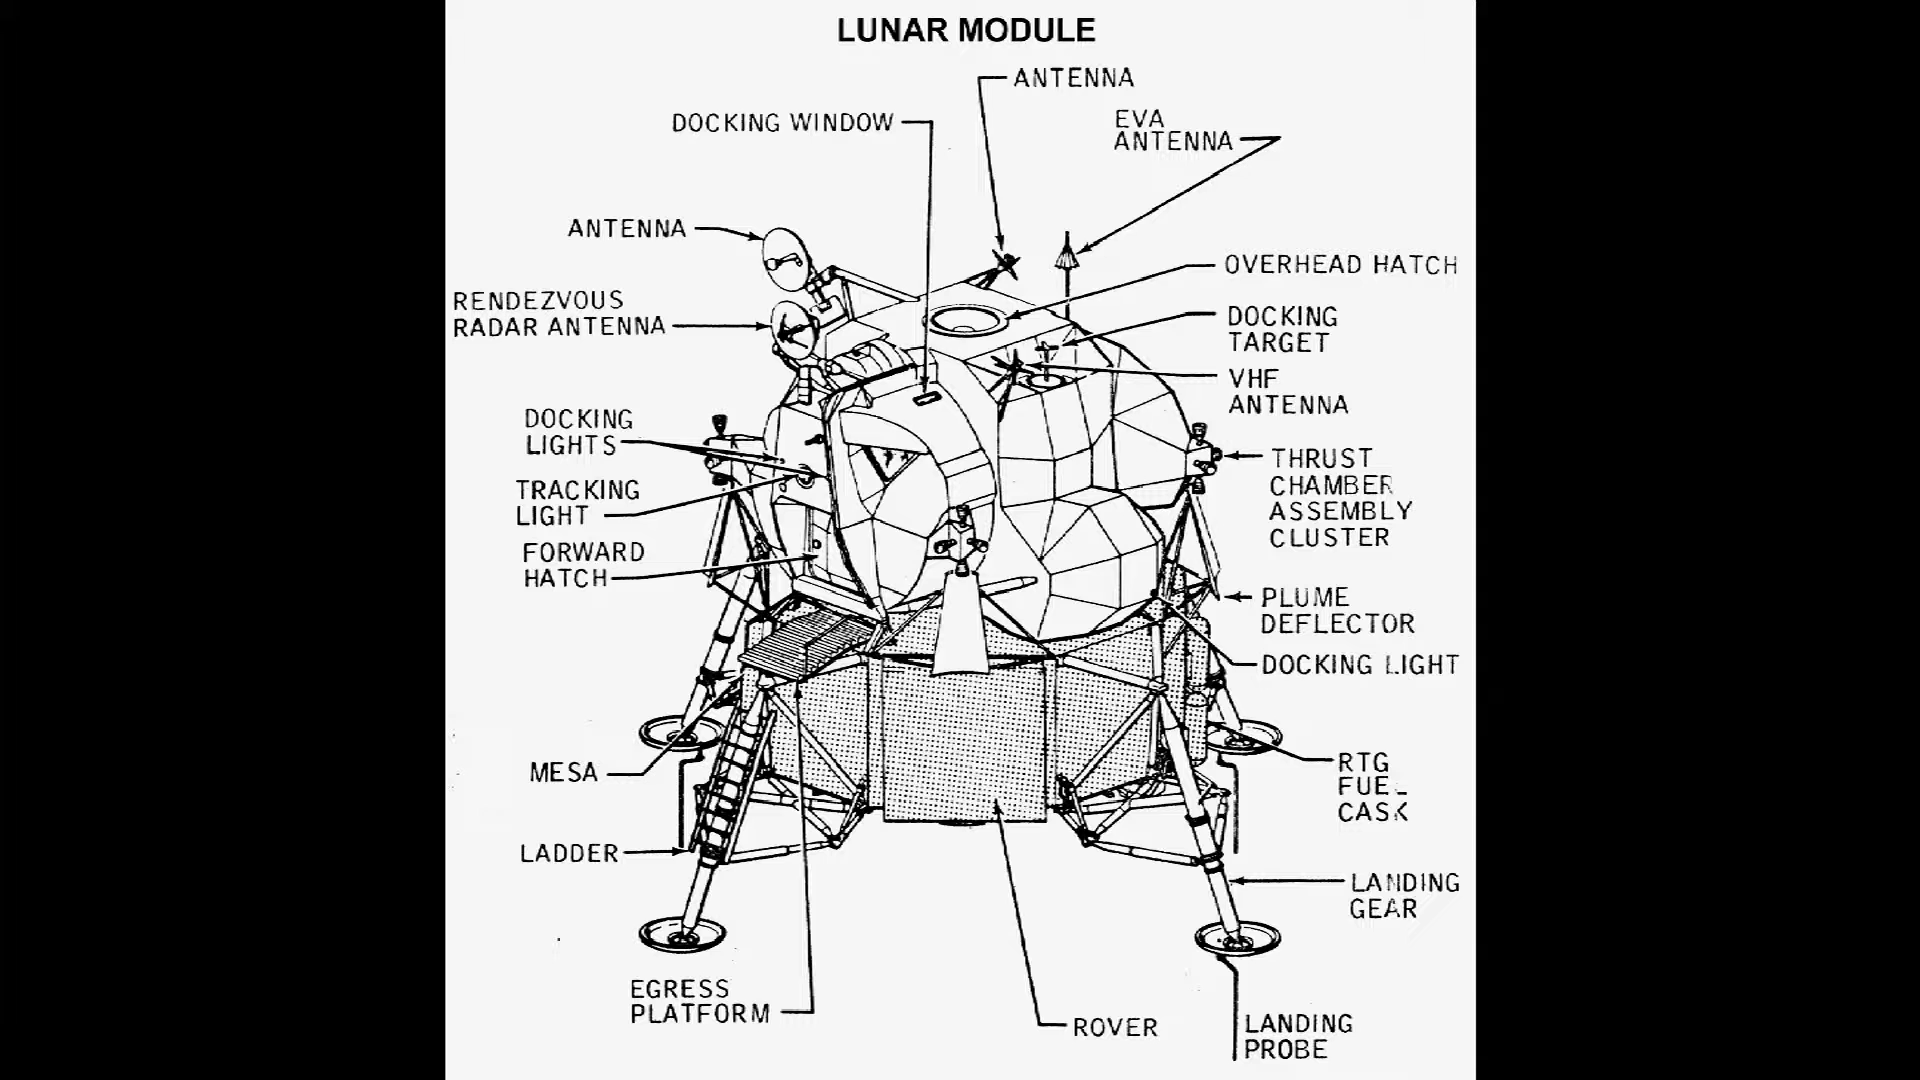 LUNAR MODULE
ANTENNA
EVA
ANTENNA
DOCKING WINDOW
ANTENNA
OVERHEAD HATCH
RENDEZVOUS
RADAR ANTENNA
DOCKING
TARGET
VHF
ANTENNA
DOCKING
LIGHTS
THRUST
CHAMBER
ASSEMBLY
CLUSTER
TRACKING
LIGHT
FORWARD
HATCH
PLUME
DEFLECTOR
DOCKING LIGHT
MESA
RTG
FUEL
CASK
LADDER
LANDING
GEAR
EGRESS
PLATFORM
ROVER
LANDING
PROBE